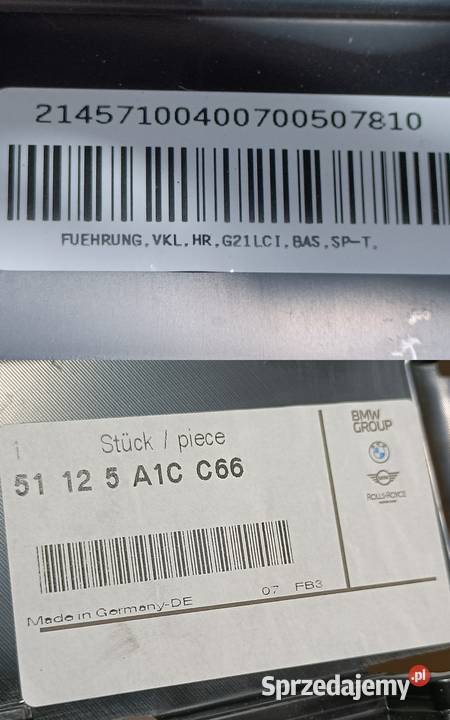 21457100400700507810
FUEHRUNG,VKL,HR,G21LCI,BAS,SP-T,
i Stück / piece
51 12 5 A1C C66
BMW
GROUP
ROLLS-ROYCE
Made in Germany-DE 07 FB3
Sprzedajemy.pl